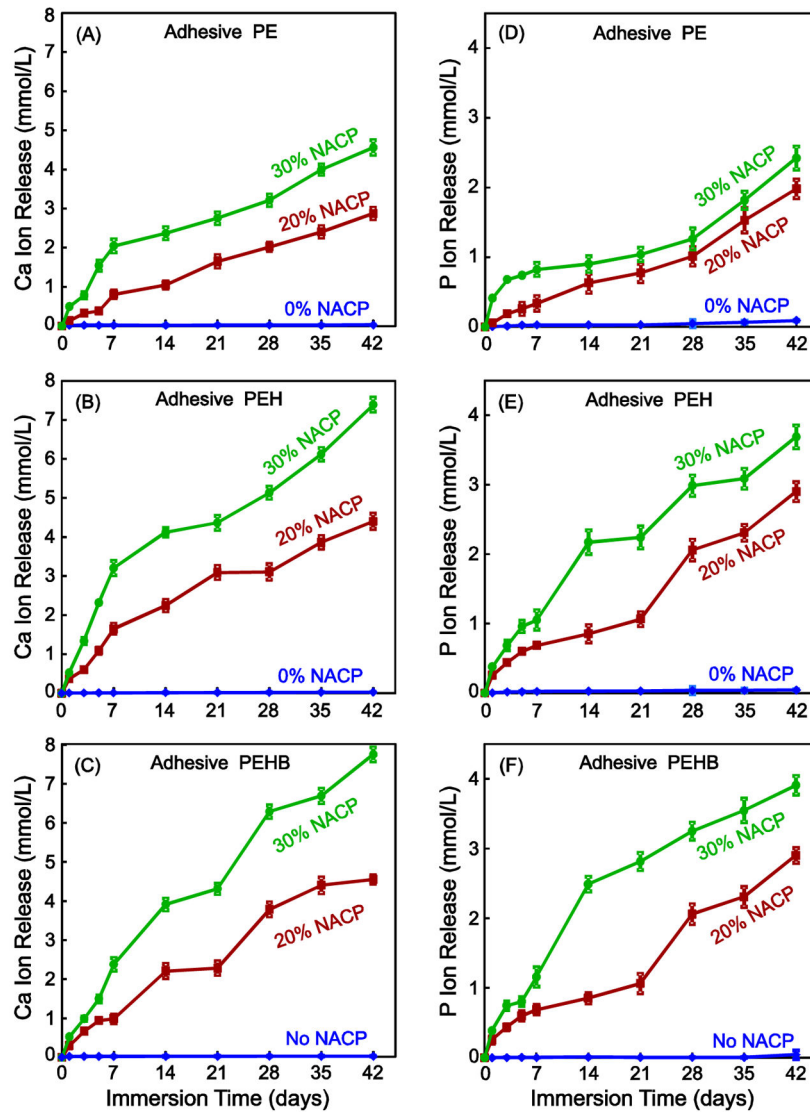 (A) Adhesive PE
Ca Ion Release (mmol/L)
8
7
6
5
4
3
2
1
0
30% NACP
20% NACP
0% NACP
0 7 14 21 28 35 42
(D) Adhesive PE
P Ion Release (mmol/L)
4
3
2
1
0
30% NACP
20% NACP
0% NACP
0 7 14 21 28 35 42
(B) Adhesive PEH
Ca Ion Release (mmol/L)
8
7
6
5
4
3
2
1
0
30% NACP
20% NACP
0% NACP
0 7 14 21 28 35 42
(E) Adhesive PEH
P Ion Release (mmol/L)
4
3
2
1
0
30% NACP
20% NACP
0% NACP
0 7 14 21 28 35 42
(C) Adhesive PEHB
Ca Ion Release (mmol/L)
8
7
6
5
4
3
2
1
0
30% NACP
20% NACP
No NACP
0 7 14 21 28 35 42
Immersion Time (days)
(F) Adhesive PEHB
P Ion Release (mmol/L)
4
3
2
1
0
30% NACP
20% NACP
No NACP
0 7 14 21 28 35 42
Immersion Time (days)